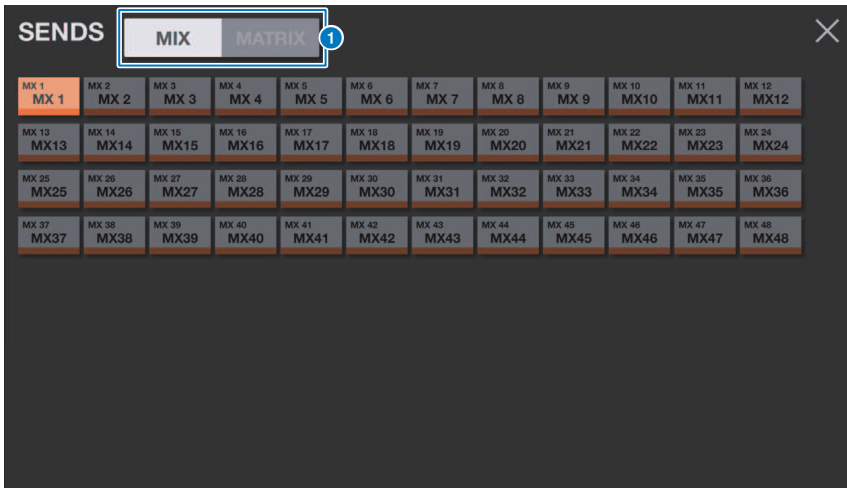 SENDS MIX MATRIX 1
MX 1 MX 2 MX 3 MX 4 MX 5 MX 6 MX 7 MX 8 MX 9 MX 10 MX 11 MX 12
MX 1 MX 2 MX 3 MX 4 MX 5 MX 6 MX 7 MX 8 MX 9 MX10 MX11 MX12
MX 13 MX 14 MX 15 MX 16 MX 17 MX 18 MX 19 MX 20 MX 21 MX 22 MX 23 MX 24
MX13 MX14 MX15 MX16 MX17 MX18 MX19 MX20 MX21 MX22 MX23 MX24
MX 25 MX 26 MX 27 MX 28 MX 29 MX 30 MX 31 MX 32 MX 33 MX 34 MX 35 MX 36
MX25 MX26 MX27 MX28 MX29 MX30 MX31 MX32 MX33 MX34 MX35 MX36
MX 37 MX 38 MX 39 MX 40 MX 41 MX 42 MX 43 MX 44 MX 45 MX 46 MX 47 MX 48
MX37 MX38 MX39 MX40 MX41 MX42 MX43 MX44 MX45 MX46 MX47 MX48